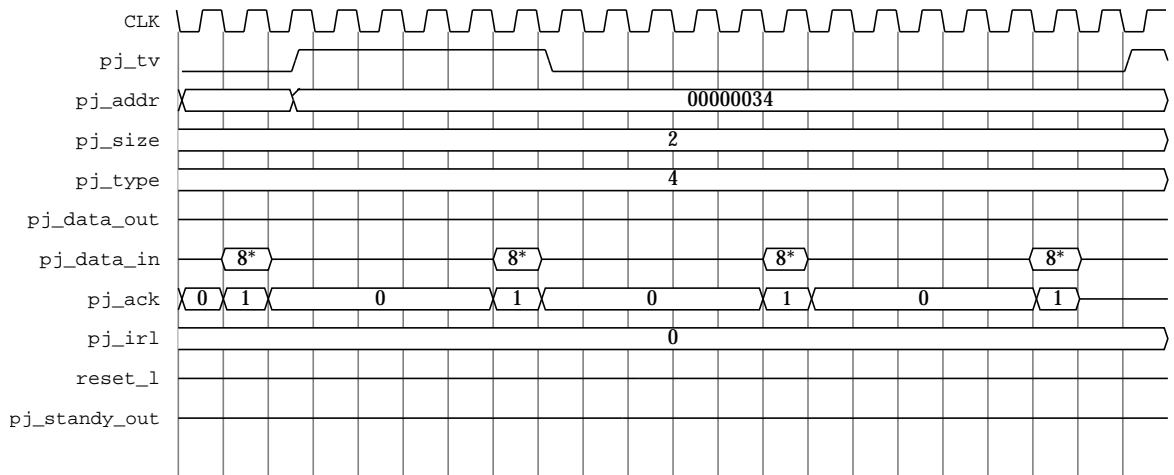 CLK
pj_tv
pj_addr 00000034
pj_size 2
pj_type 4
pj_data_out
pj_data_in 8* 8* 8* 8*
pj_ack 0 1 0 1 0 1 0 1
pj_irl 0
reset_l
pj_standy_out